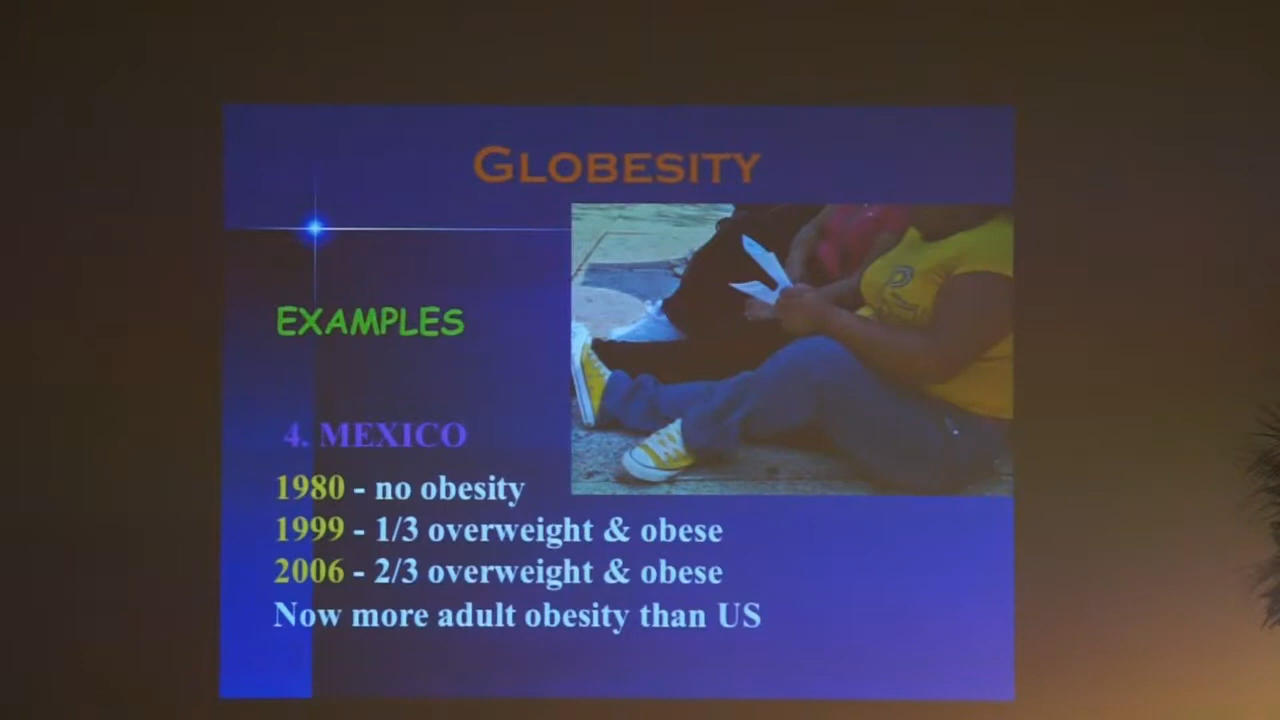 GLOBESITY
EXAMPLES
4. MEXICO
1980 - no obesity
1999 - 1/3 overweight & obese
2006 - 2/3 overweight & obese
Now more adult obesity than US